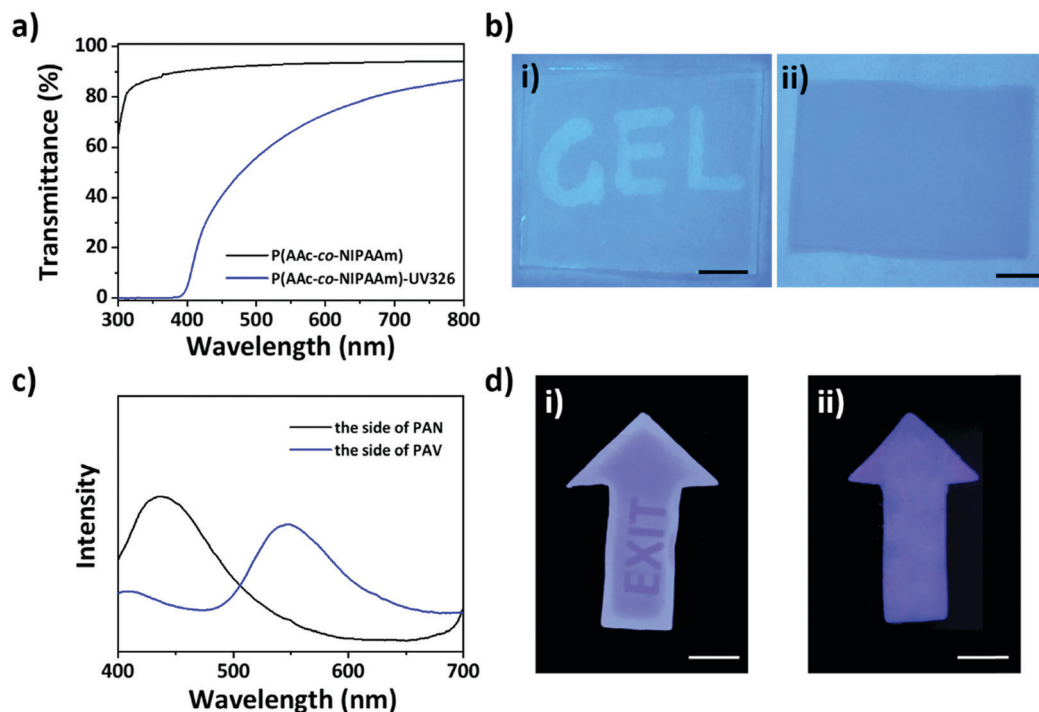 a)
100
80
60
40
20
0
Transmittance (%)
P(AAc-co-NIPAAm)
P(AAc-co-NIPAAm)-UV326
300 400 500 600 700 800
Wavelength (nm)
b)
i)
GEL
ii)
c)
Intensity
the side of PAN
the side of PAV
400 500 600 700
Wavelength (nm)
d)
i)
EXIT
ii)